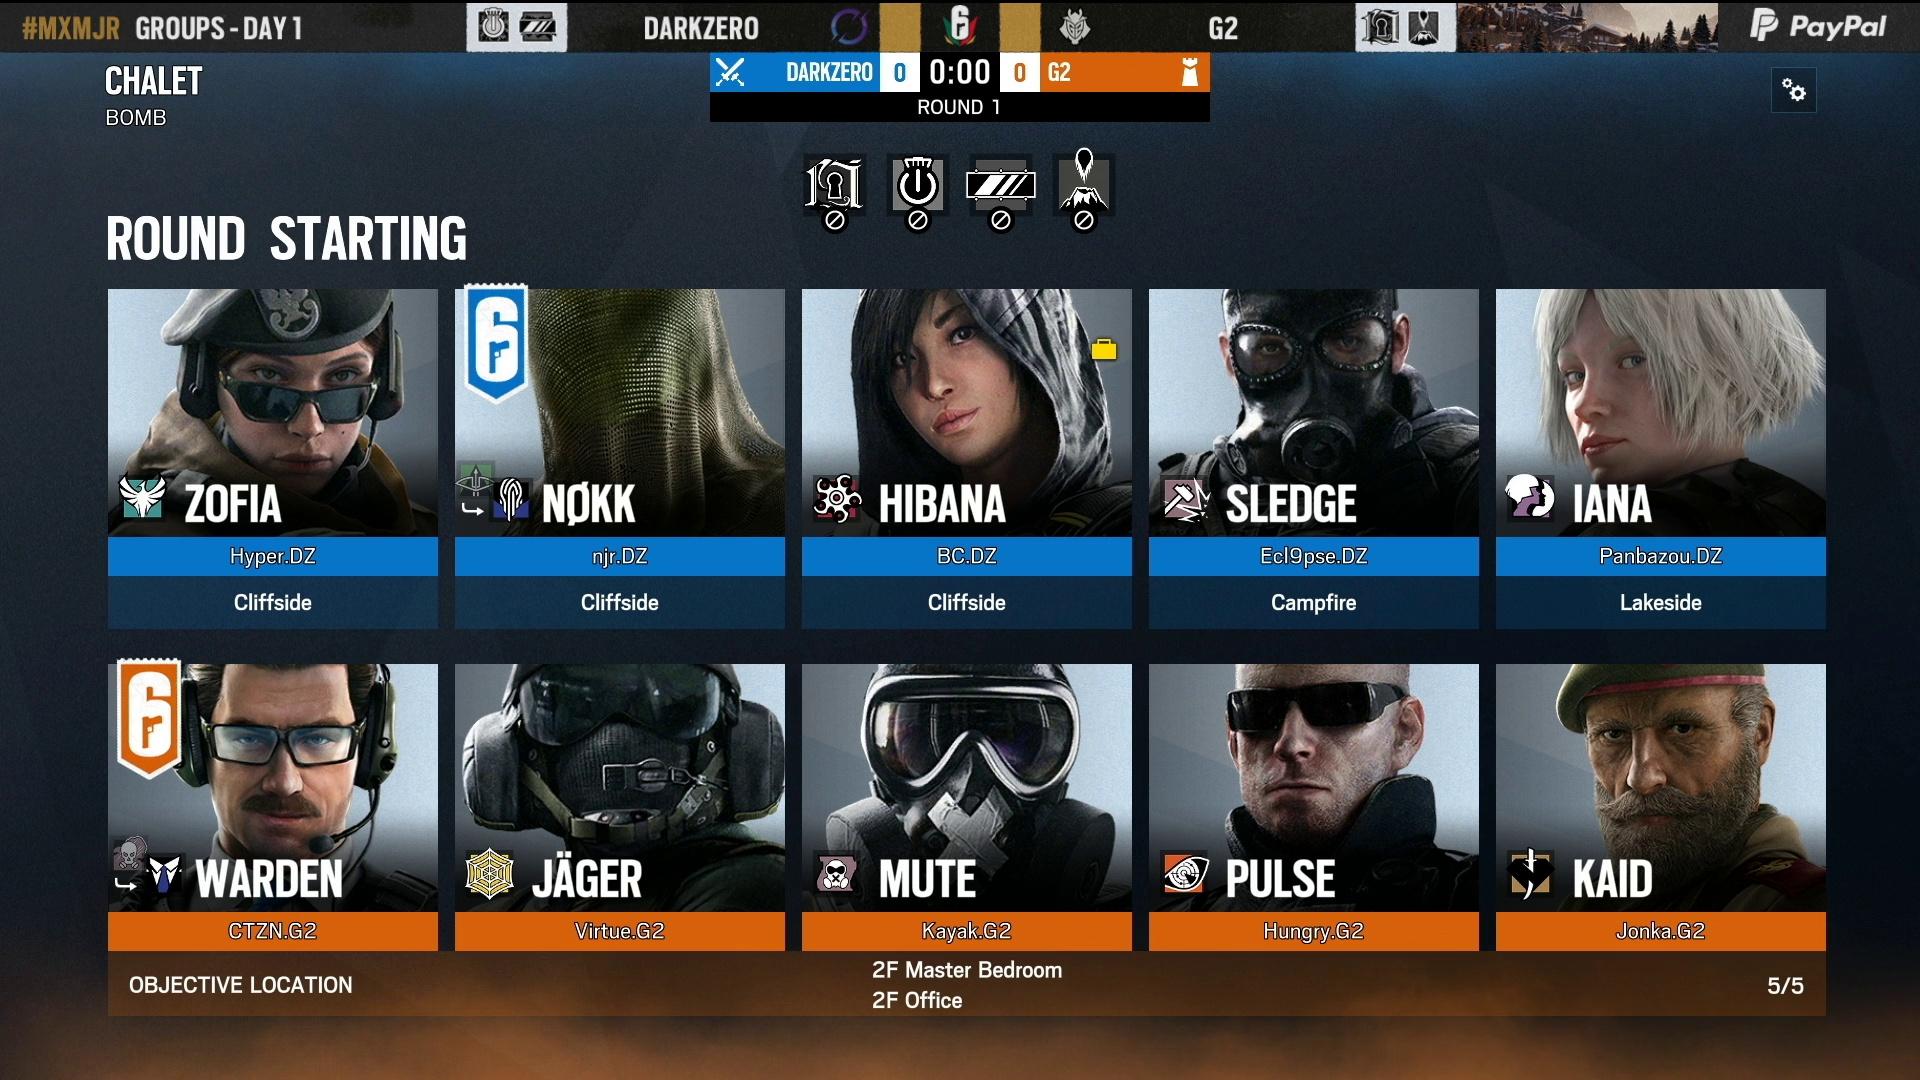 #MXMJR GROUPS - DAY 1
DARKZERO
G2
PayPal
CHALET
BOMB
DARKZERO 0 0:00 0 G2
ROUND 1
ROUND STARTING
ZOFIA
NØKK
HIBANA
SLEDGE
IANA
Hyper.DZ
njr.DZ
BC.DZ
Ecl9pse.DZ
Panbazou.DZ
Cliffside
Cliffside
Cliffside
Campfire
Lakeside
WARDEN
JÄGER
MUTE
PULSE
KAID
CTZN.G2
Virtue.G2
Kayak.G2
Hungry.G2
Jonka.G2
OBJECTIVE LOCATION
2F Master Bedroom
2F Office
5/5